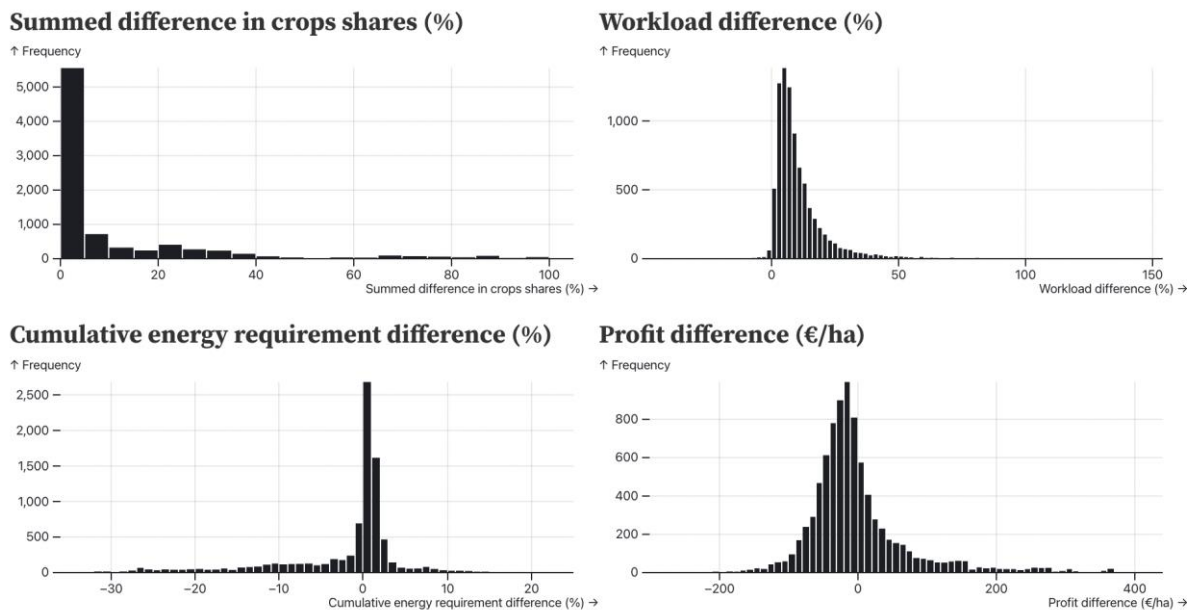 Summed difference in crops shares (%)
↑ Frequency
5,000
4,000
3,000
2,000
1,000
0
0 20 40 60 80 100
Summed difference in crops shares (%) →
Workload difference (%)
↑ Frequency
1,000
500
0
0 50 100 150
Workload difference (%) →
Cumulative energy requirement difference (%)
↑ Frequency
2,500
2,000
1,500
1,000
500
0
−30 −20 −10 0 10 20
Cumulative energy requirement difference (%) →
Profit difference (€/ha)
↑ Frequency
800
600
400
200
0
−200 0 200 400
Profit difference (€/ha) →